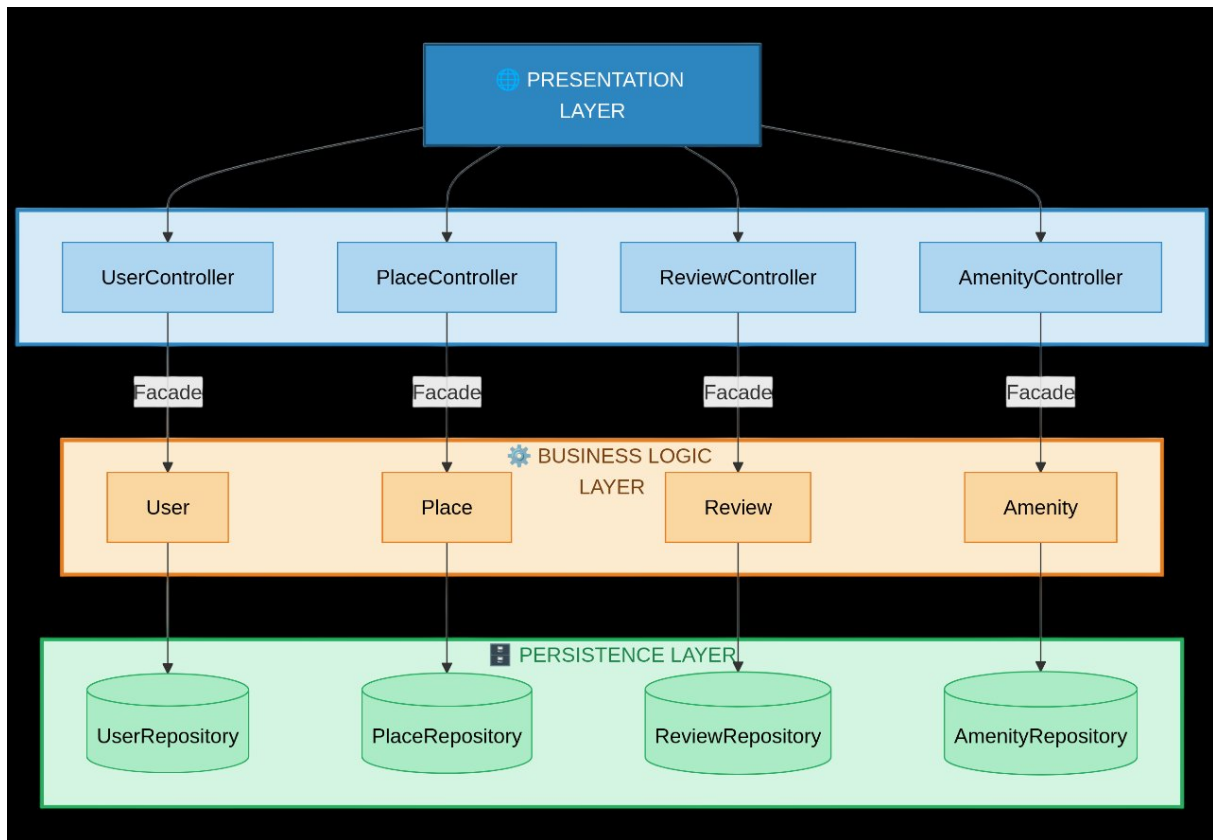 🌐 PRESENTATION
LAYER
UserController
PlaceController
ReviewController
AmenityController
Facade
Facade
Facade
Facade
⚙️ BUSINESS LOGIC
LAYER
User
Place
Review
Amenity
🗄️ PERSISTENCE LAYER
UserRepository
PlaceRepository
ReviewRepository
AmenityRepository